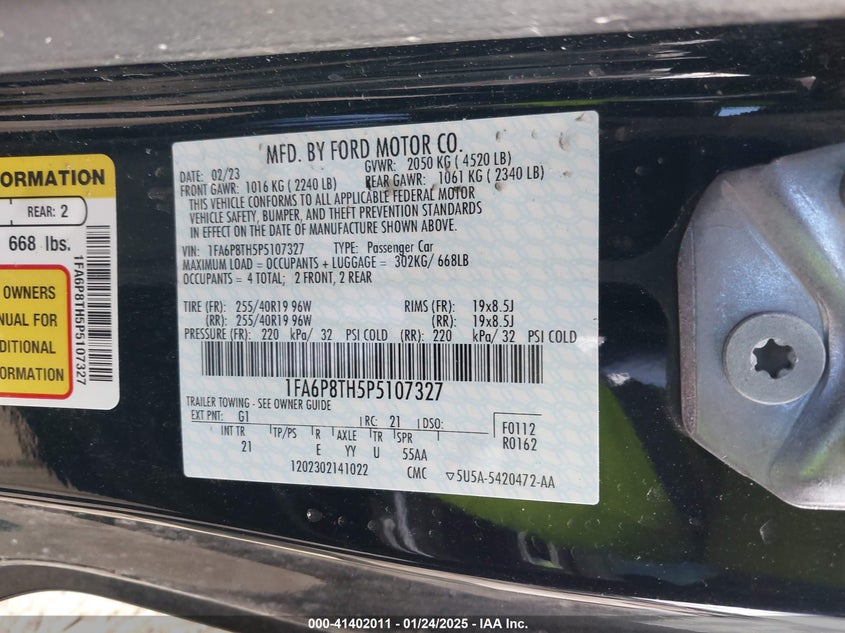 ORMATION
REAR: 2
668 lbs.
OWNERS
NUAL FOR
DITIONAL
FORMATION
1FA6P8TH5P5107327
MFD. BY FORD MOTOR CO.
DATE: 02/23 GVWR: 2050 KG ( 4520 LB)
FRONT GAWR: 1016 KG ( 2240 LB) REAR GAWR: 1061 KG ( 2340 LB)
THIS VEHICLE CONFORMS TO ALL APPLICABLE FEDERAL MOTOR
VEHICLE SAFETY, BUMPER, AND THEFT PREVENTION STANDARDS
IN EFFECT ON THE DATE OF MANUFACTURE SHOWN ABOVE.
VIN: 1FA6P8TH5P5107327 TYPE: Passenger Car
MAXIMUM LOAD = OCCUPANTS + LUGGAGE = 302KG/ 668LB
OCCUPANTS = 4 TOTAL; 2 FRONT, 2 REAR
TIRE (FR): 255/40R19 96W RIMS (FR): 19x8.5J
(RR): 255/40R19 96W (RR): 19x8.5J
PRESSURE (FR): 220 kPa/ 32 PSI COLD (RR): 220 kPa/ 32 PSI COLD
1FA6P8TH5P5107327
TRAILER TOWING - SEE OWNER GUIDE
EXT PNT: G1 RC: 21 DSO: F0112
INT TR TP/PS R AXLE TR SPR R0162
21 E YY U 55AA
1202302141022 CMC ▽5U5A-5420472-AA
000-41402011 - 01/24/2025 - IAA Inc.